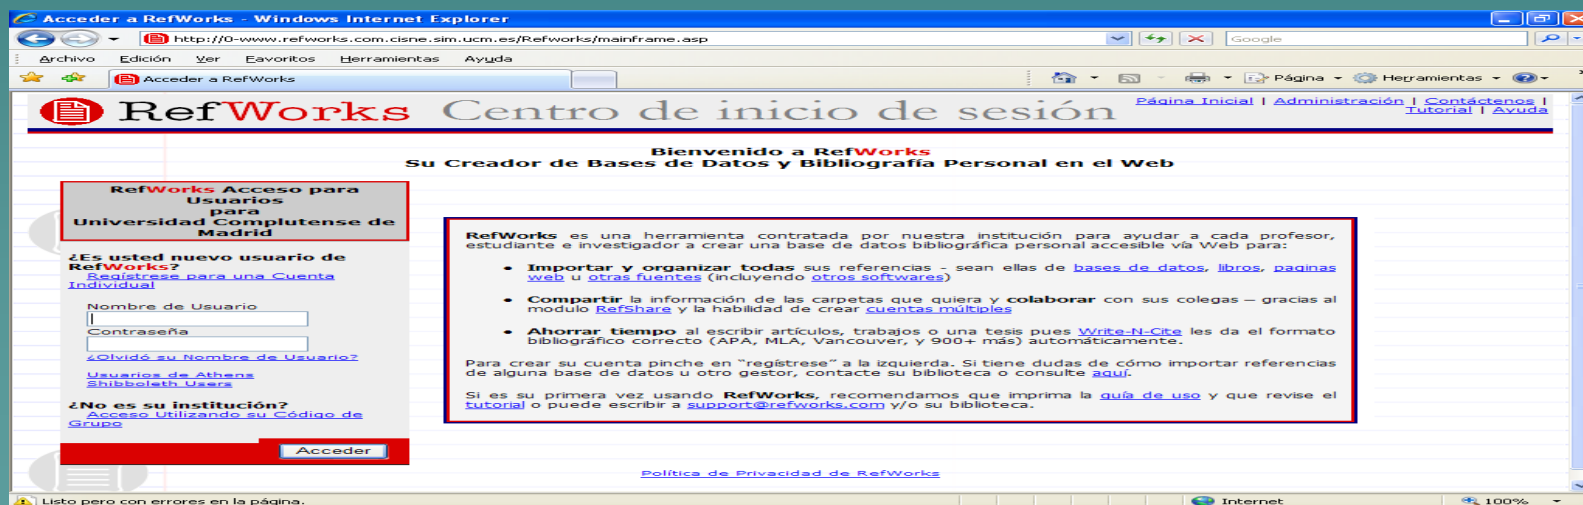 Acceder a RefWorks - Windows Internet Explorer
http://0-www.refworks.com.cisne.sim.ucm.es/Refworks/mainframe.asp
Google
Archivo Edición Ver Favoritos Herramientas Ayuda
Acceder a RefWorks
Página Herramientas
RefWorks Centro de inicio de sesión
Página Inicial | Administración | Contáctenos |
Tutorial | Ayuda
Bienvenido a RefWorks
Su Creador de Bases de Datos y Bibliografía Personal en el Web
RefWorks Acceso para
Usuarios
para
Universidad Complutense de
Madrid
¿Es usted nuevo usuario de
RefWorks?
Regístrese para una Cuenta
Individual
Nombre de Usuario
Contraseña
¿Olvidó su Nombre de Usuario?
Usuarios de Athens
Shibboleth Users
¿No es su institución?
Acceso Utilizando su Código de
Grupo
Acceder
RefWorks es una herramienta contratada por nuestra institución para ayudar a cada profesor,
estudiante e investigador a crear una base de datos bibliográfica personal accesible vía Web para:
• Importar y organizar todas sus referencias - sean ellas de bases de datos, libros, paginas
web u otras fuentes (incluyendo otros softwares)
• Compartir la información de las carpetas que quiera y colaborar con sus colegas – gracias al
modulo RefShare y la habilidad de crear cuentas múltiples
• Ahorrar tiempo al escribir artículos, trabajos o una tesis pues Write-N-Cite les da el formato
bibliográfico correcto (APA, MLA, Vancouver, y 900+ más) automáticamente.
Para crear su cuenta pinche en “regístrese” a la izquierda. Si tiene dudas de cómo importar referencias
de alguna base de datos u otro gestor, contacte su biblioteca o consulte aquí.
Si es su primera vez usando RefWorks, recomendamos que imprima la guía de uso y que revise el
tutorial o puede escribir a support@refworks.com y/o su biblioteca.
Política de Privacidad de RefWorks
Listo pero con errores en la página.
Internet
100%